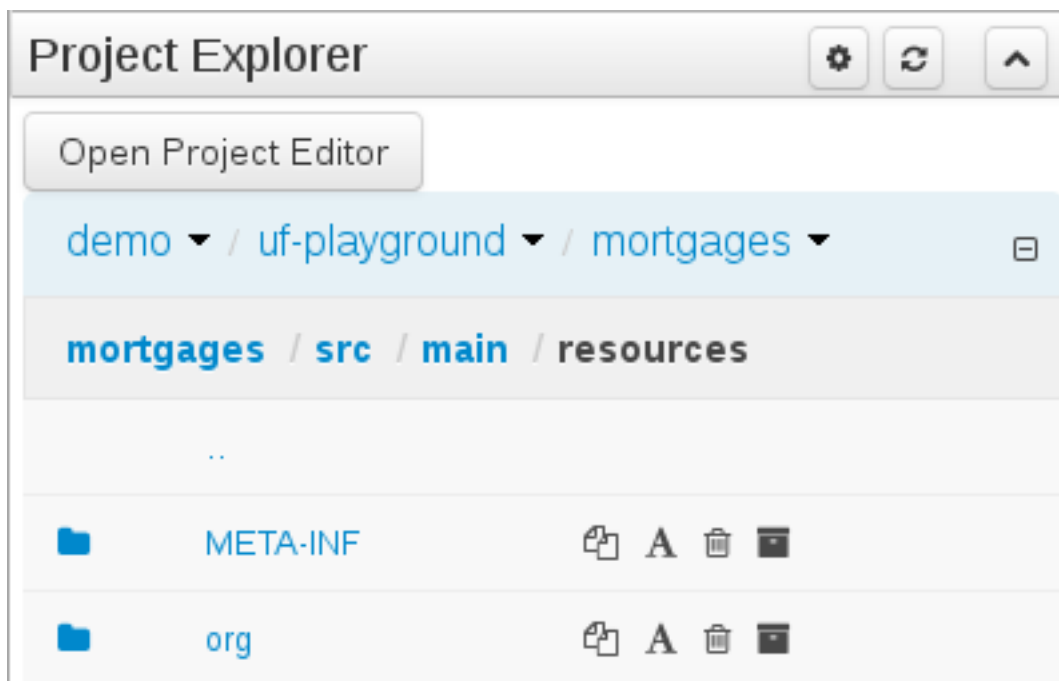 Project Explorer
Open Project Editor
demo / uf-playground / mortgages
mortgages / src / main / resources
..
META-INF
org